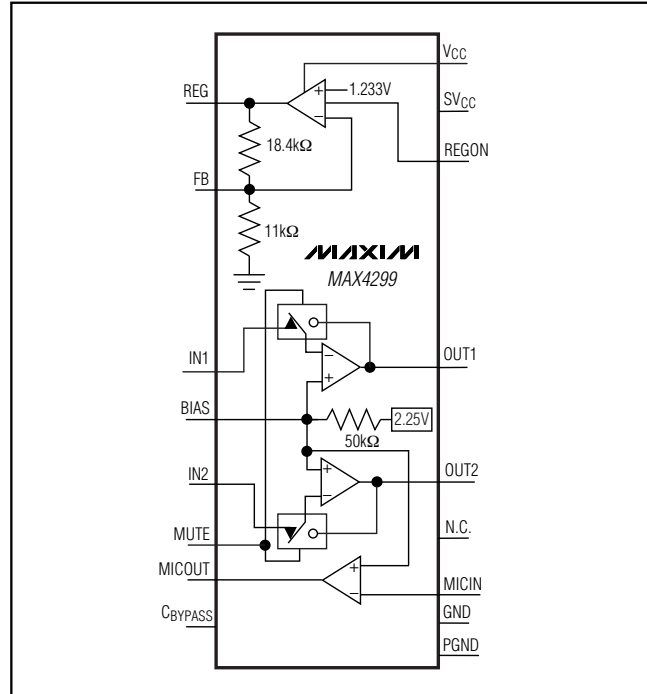 VCC
REG
1.233V
+
−
SVCC
18.4kΩ
REGON
FB
11kΩ
MAXIM
MAX4299
IN1
−
+
OUT1
BIAS
2.25V
50kΩ
IN2
+
−
OUT2
N.C.
MUTE
MICOUT
+
−
MICIN
GND
CBYPASS
PGND